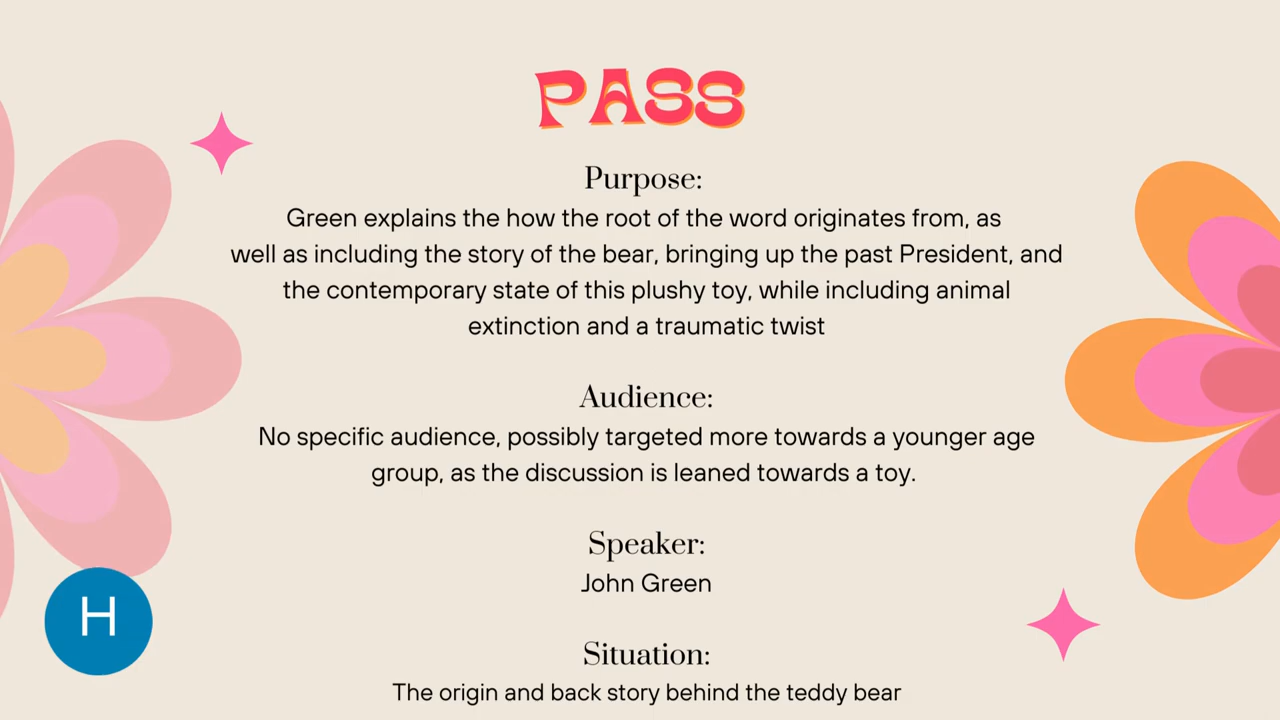 PASS
Purpose:
Green explains the how the root of the word originates from, as
well as including the story of the bear, bringing up the past President, and
the contemporary state of this plushy toy, while including animal
extinction and a traumatic twist
Audience:
No specific audience, possibly targeted more towards a younger age
group, as the discussion is leaned towards a toy.
Speaker:
John Green
H
Situation:
The origin and back story behind the teddy bear